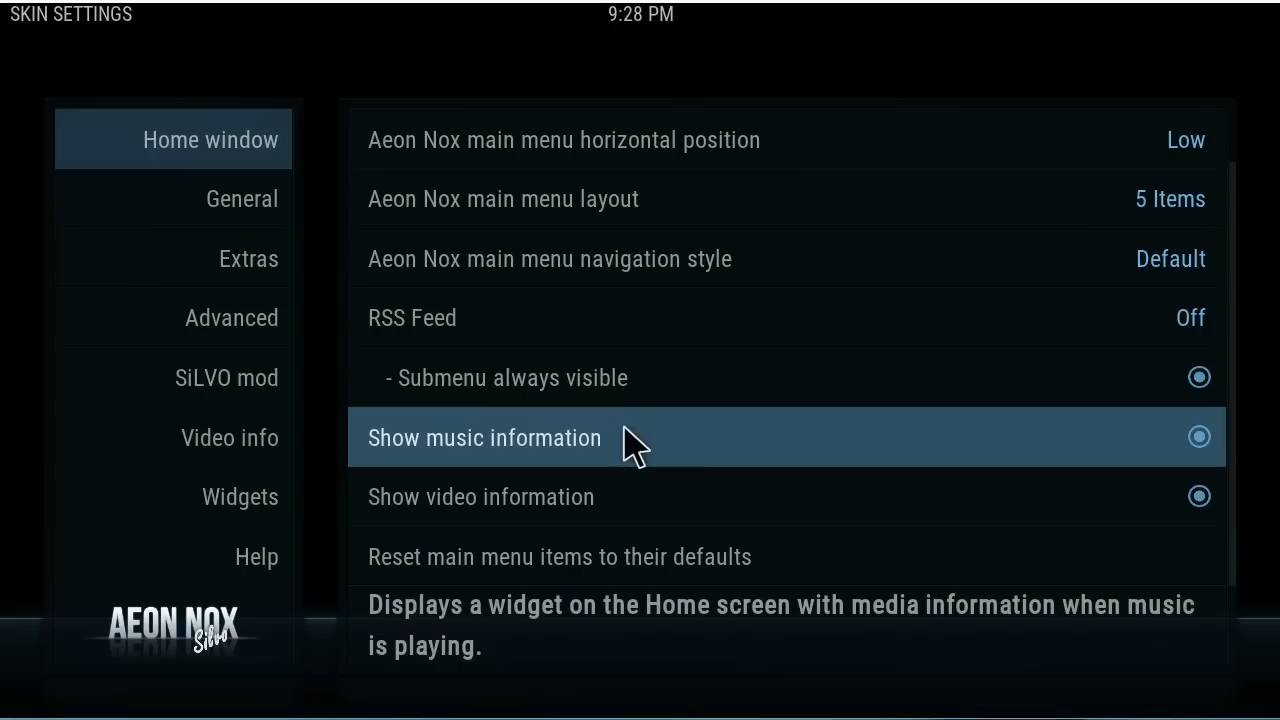 SKIN SETTINGS
9:28 PM
Home window
General
Extras
Advanced
SiLVO mod
Video info
Widgets
Help
AEON NOX
Silvo
Aeon Nox main menu horizontal position Low
Aeon Nox main menu layout 5 Items
Aeon Nox main menu navigation style Default
RSS Feed Off
- Submenu always visible
Show music information
Show video information
Reset main menu items to their defaults
Displays a widget on the Home screen with media information when music
is playing.